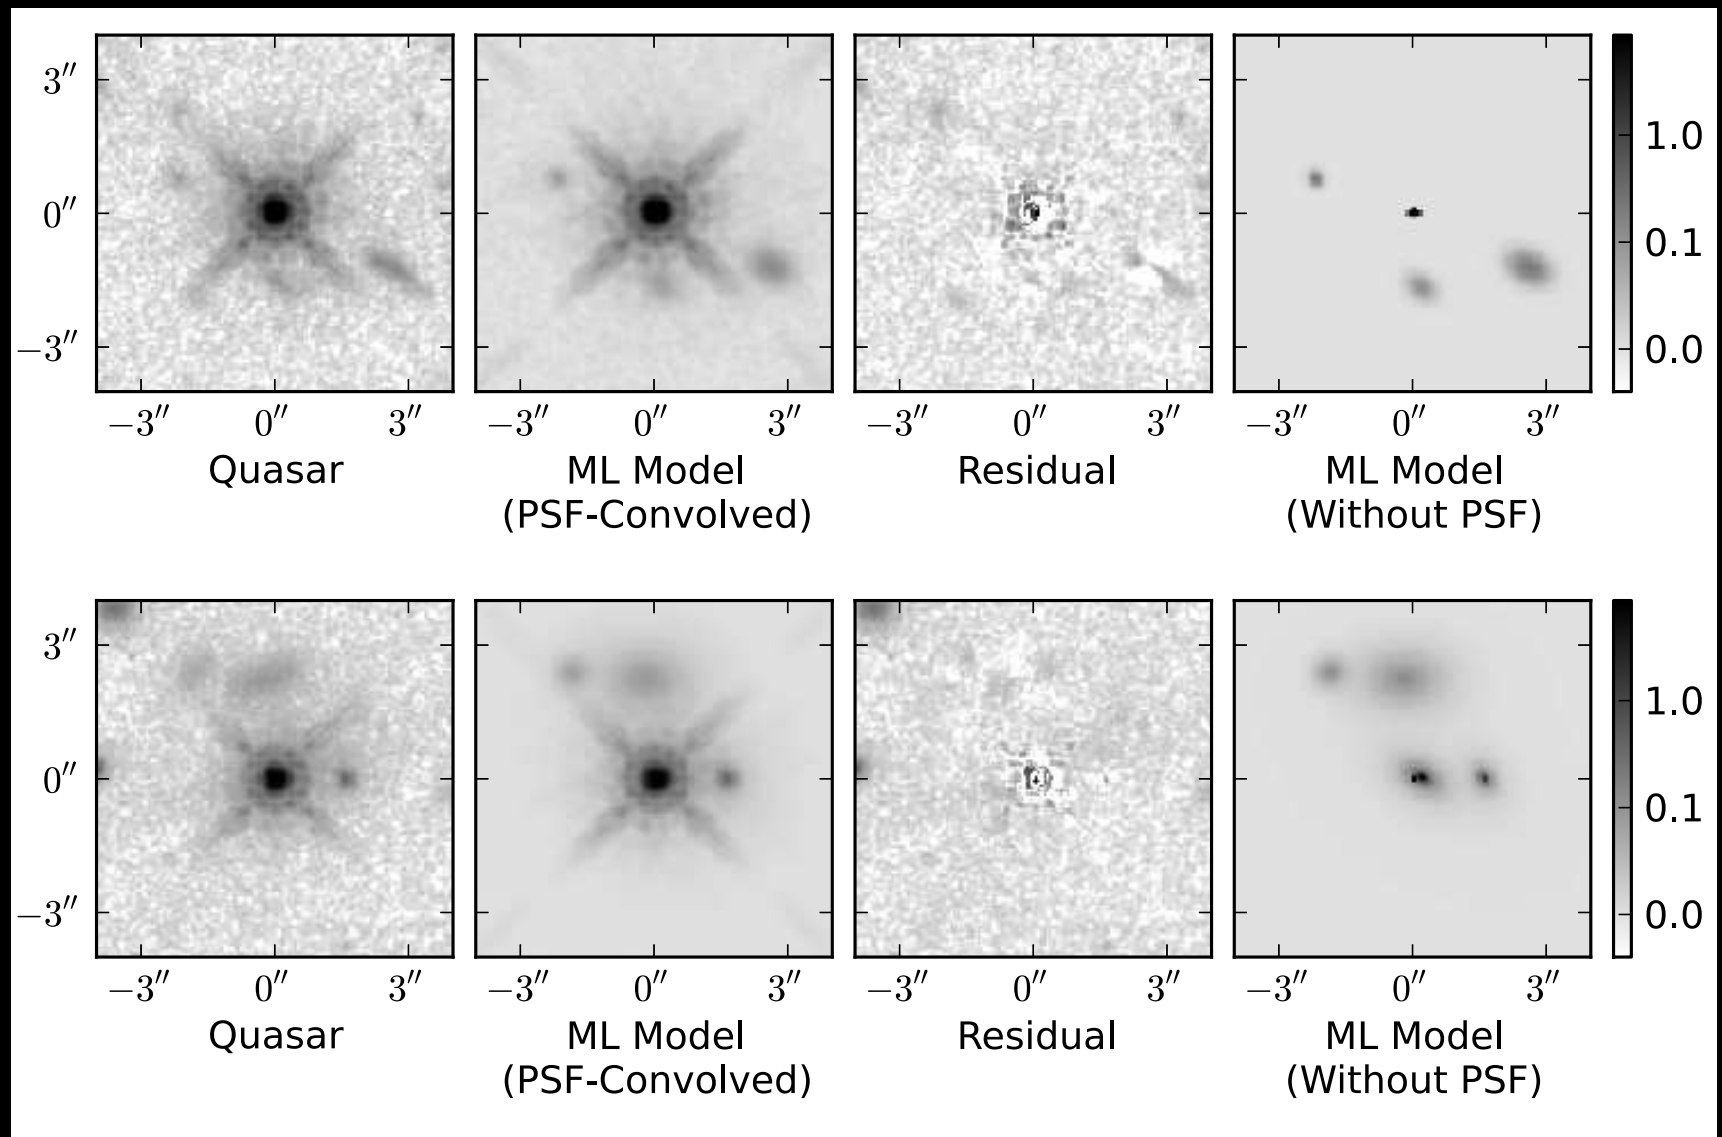 3″
0″
−3″
−3″ 0″ 3″ −3″ 0″ 3″ −3″ 0″ 3″ −3″ 0″ 3″
1.0
0.1
0.0
Quasar ML Model Residual ML Model
(PSF-Convolved) (Without PSF)
3″
0″
−3″
−3″ 0″ 3″ −3″ 0″ 3″ −3″ 0″ 3″ −3″ 0″ 3″
1.0
0.1
0.0
Quasar ML Model Residual ML Model
(PSF-Convolved) (Without PSF)